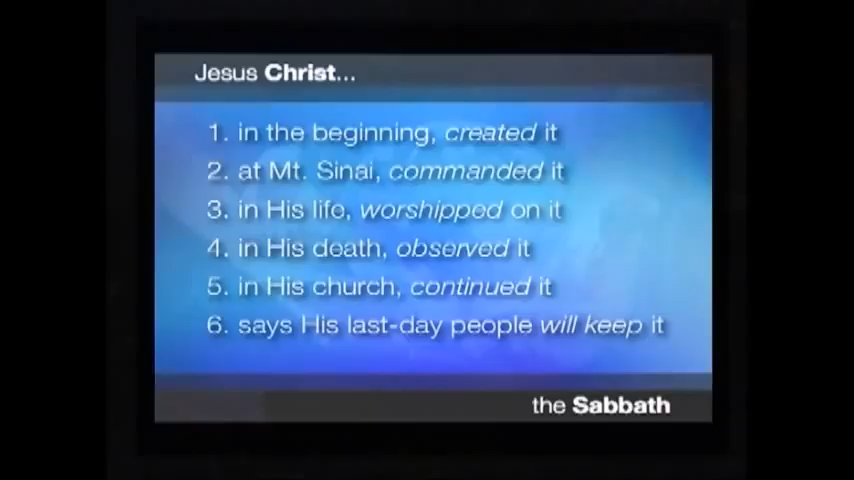 Jesus Christ...
1. in the beginning, created it
2. at Mt. Sinai, commanded it
3. in His life, worshipped on it
4. in His death, observed it
5. in His church, continued it
6. says His last-day people will keep it
the Sabbath